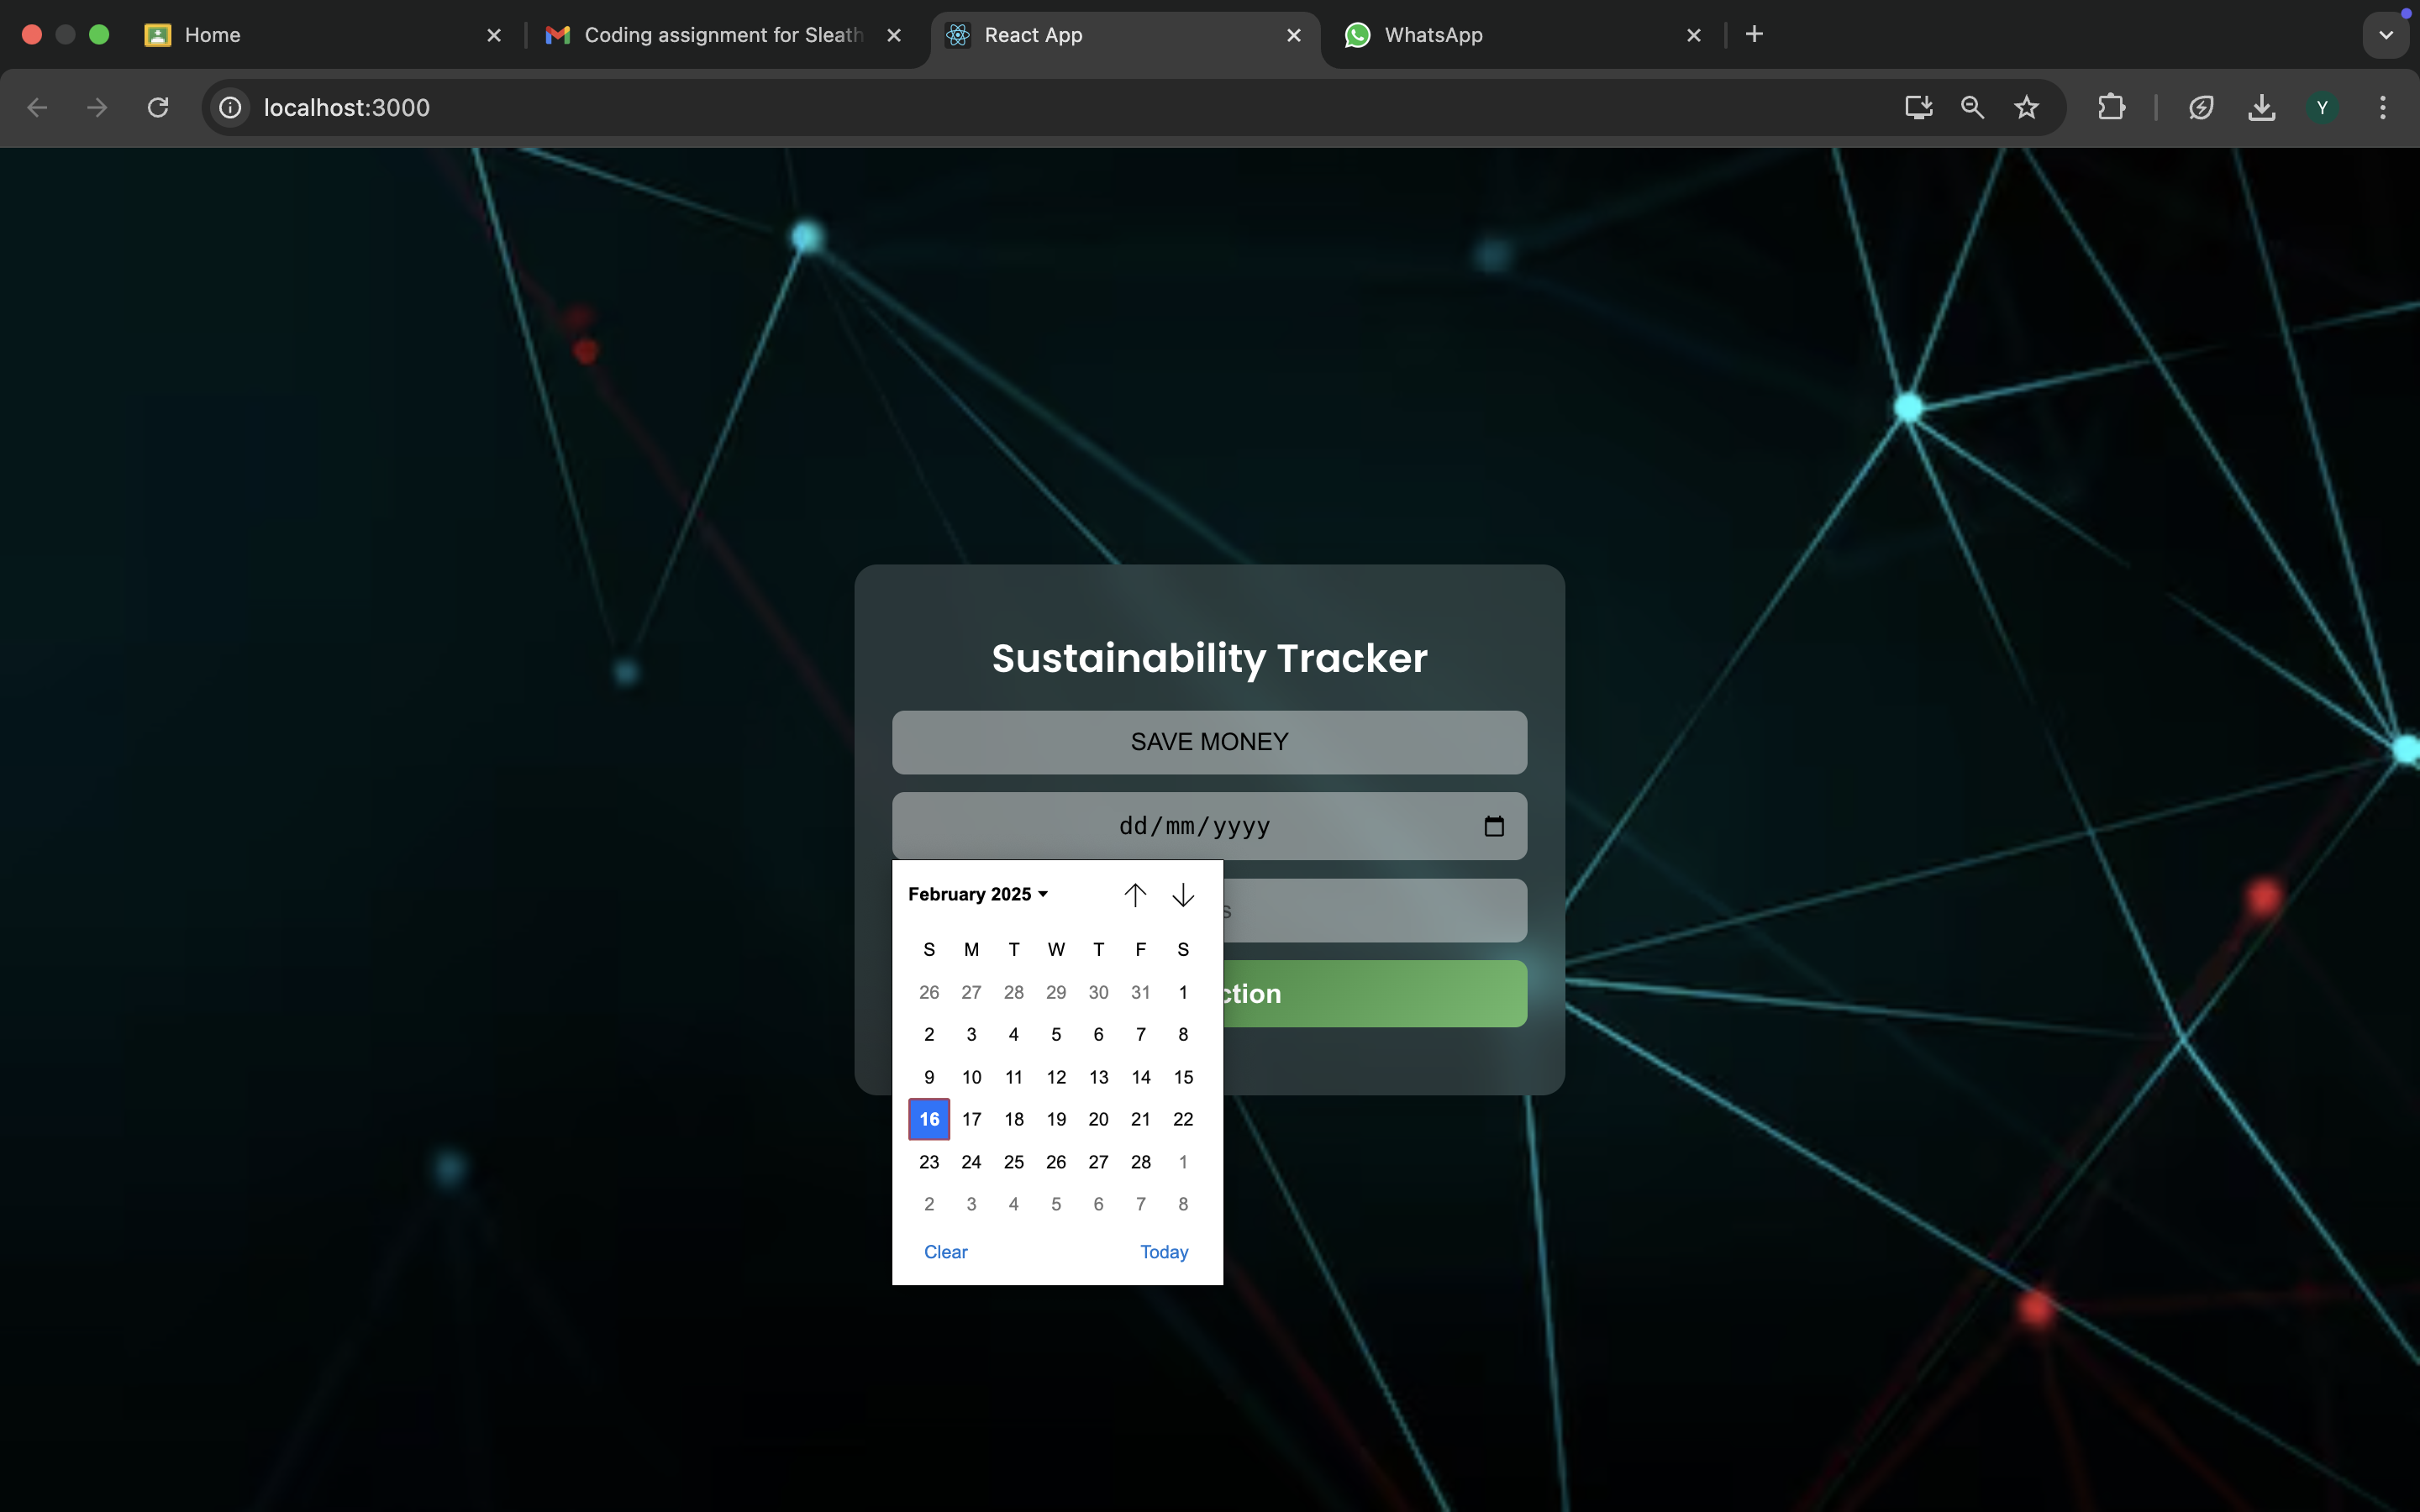 Home
Coding assignment for Sleath
React App
WhatsApp
localhost:3000
Y
Sustainability Tracker
SAVE MONEY
dd/mm/yyyy
February 2025
S M T W T F S
26 27 28 29 30 31 1
2 3 4 5 6 7 8
9 10 11 12 13 14 15
16 17 18 19 20 21 22
23 24 25 26 27 28 1
2 3 4 5 6 7 8
Clear Today
s
ction